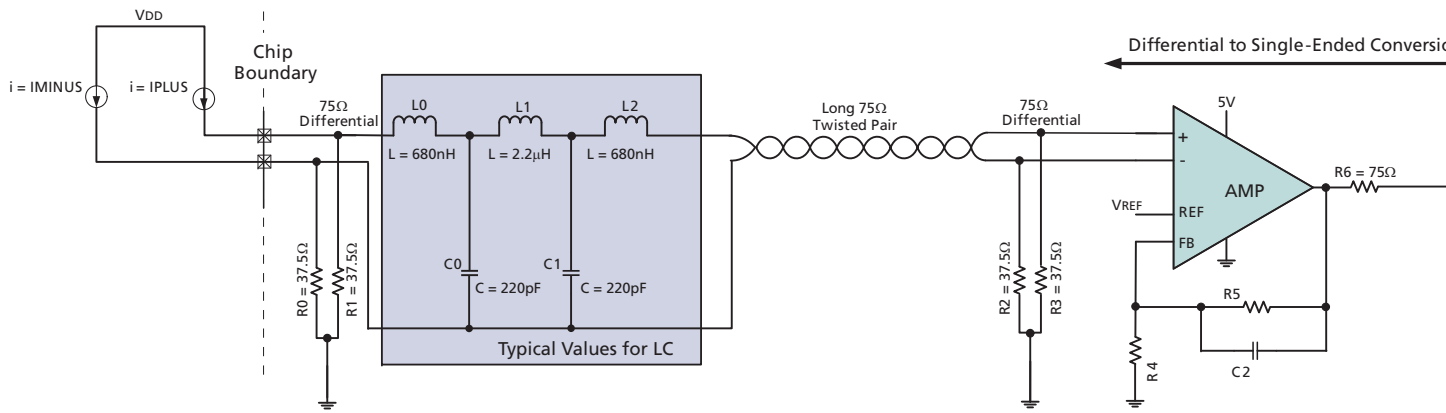 VDD
Chip
Boundary
i = IMINUS
i = IPLUS
75Ω
Differential
L0
L1
L2
L = 680nH
L = 2.2µH
L = 680nH
Long 75Ω
Twisted Pair
75Ω
Differential
Differential to Single-Ended Conversio
5V
+
-
AMP
VREF
REF
FB
R6 = 75Ω
R0 = 37.5Ω
R1 = 37.5Ω
C0
C = 220pF
C1
C = 220pF
R2 = 37.5Ω
R3 = 37.5Ω
R5
C2
R4
Typical Values for LC